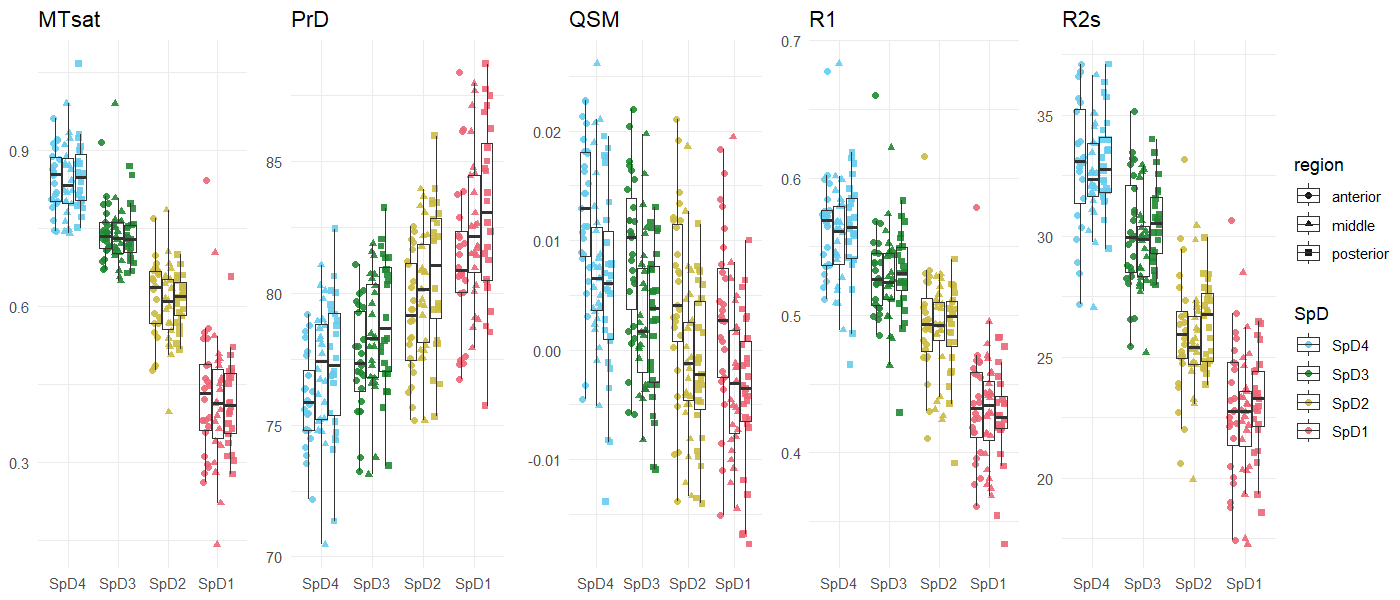 MTsat PrD QSM R1 R2s
0.9
0.6
0.3
85
80
75
70
0.02
0.01
0.00
-0.01
0.7
0.6
0.5
0.4
35
30
25
20
SpD4 SpD3 SpD2 SpD1
SpD4 SpD3 SpD2 SpD1
SpD4 SpD3 SpD2 SpD1
SpD4 SpD3 SpD2 SpD1
SpD4 SpD3 SpD2 SpD1
region
anterior
middle
posterior
SpD
SpD4
SpD3
SpD2
SpD1